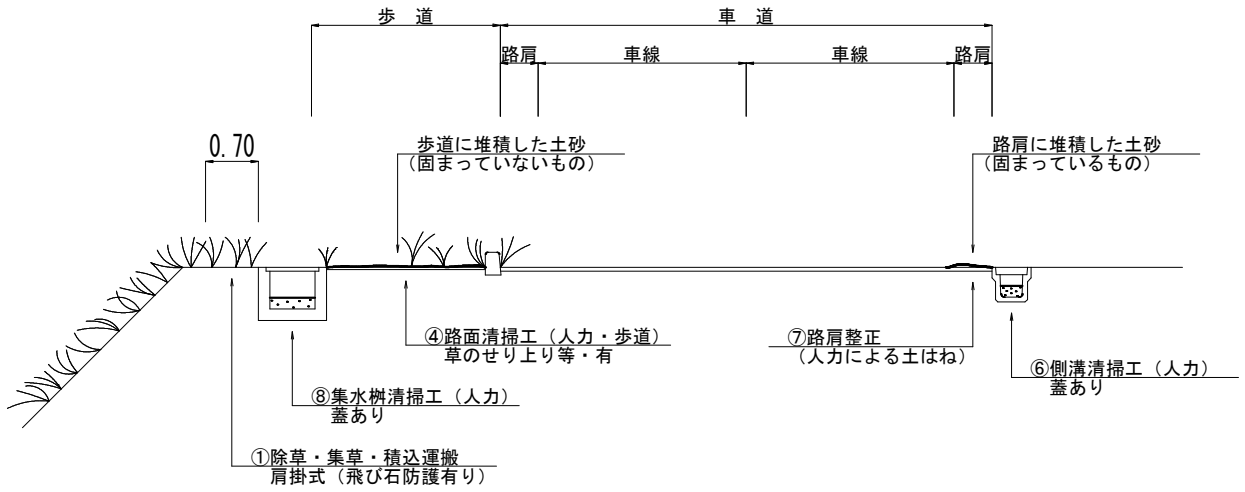 歩 道
車 道
路肩
車線
車線
路肩
0.70
歩道に堆積した土砂
（固まっていないもの）
路肩に堆積した土砂
（固まっているもの）
④路面清掃工（人力・歩道）
草のせり上り等・有
⑦路肩整正
（人力による土はね）
⑥側溝清掃工（人力）
蓋あり
⑧集水桝清掃工（人力）
蓋あり
①除草・集草・積込運搬
肩掛式（飛び石防護有り）